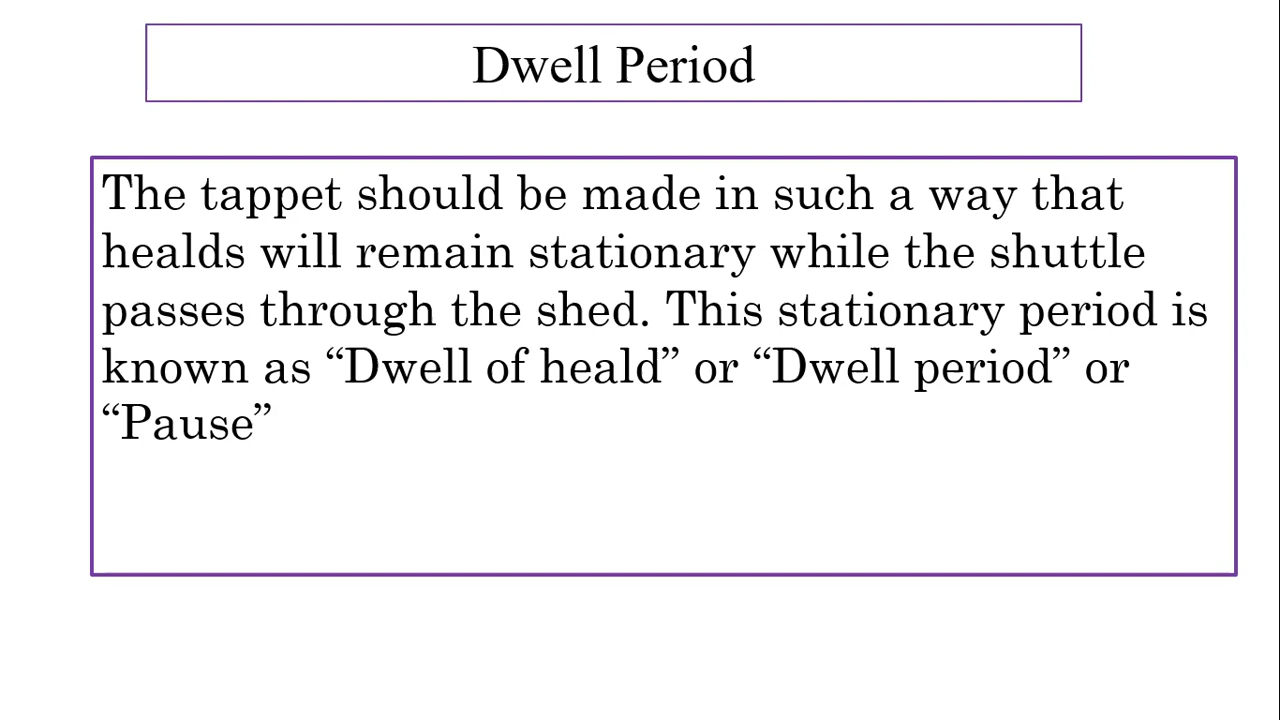 Dwell Period
The tappet should be made in such a way that
healds will remain stationary while the shuttle
passes through the shed. This stationary period is
known as “Dwell of heald” or “Dwell period” or
“Pause”